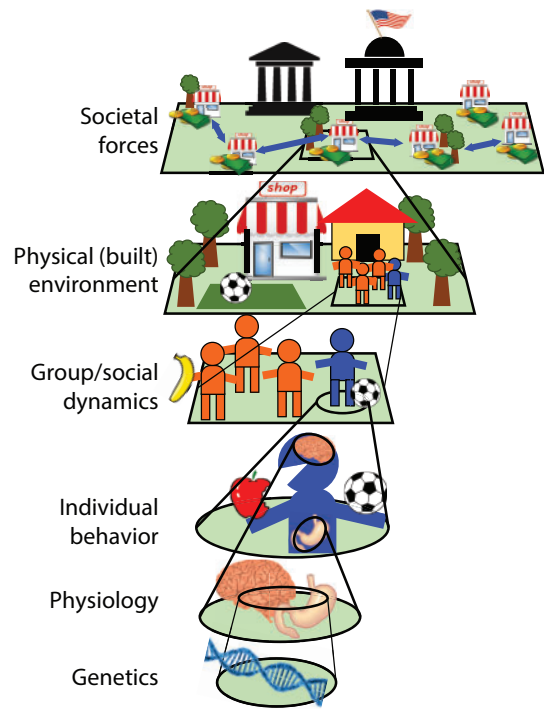 Societal
forces
shop
Physical (built)
environment
Group/social
dynamics
Individual
behavior
Physiology
Genetics